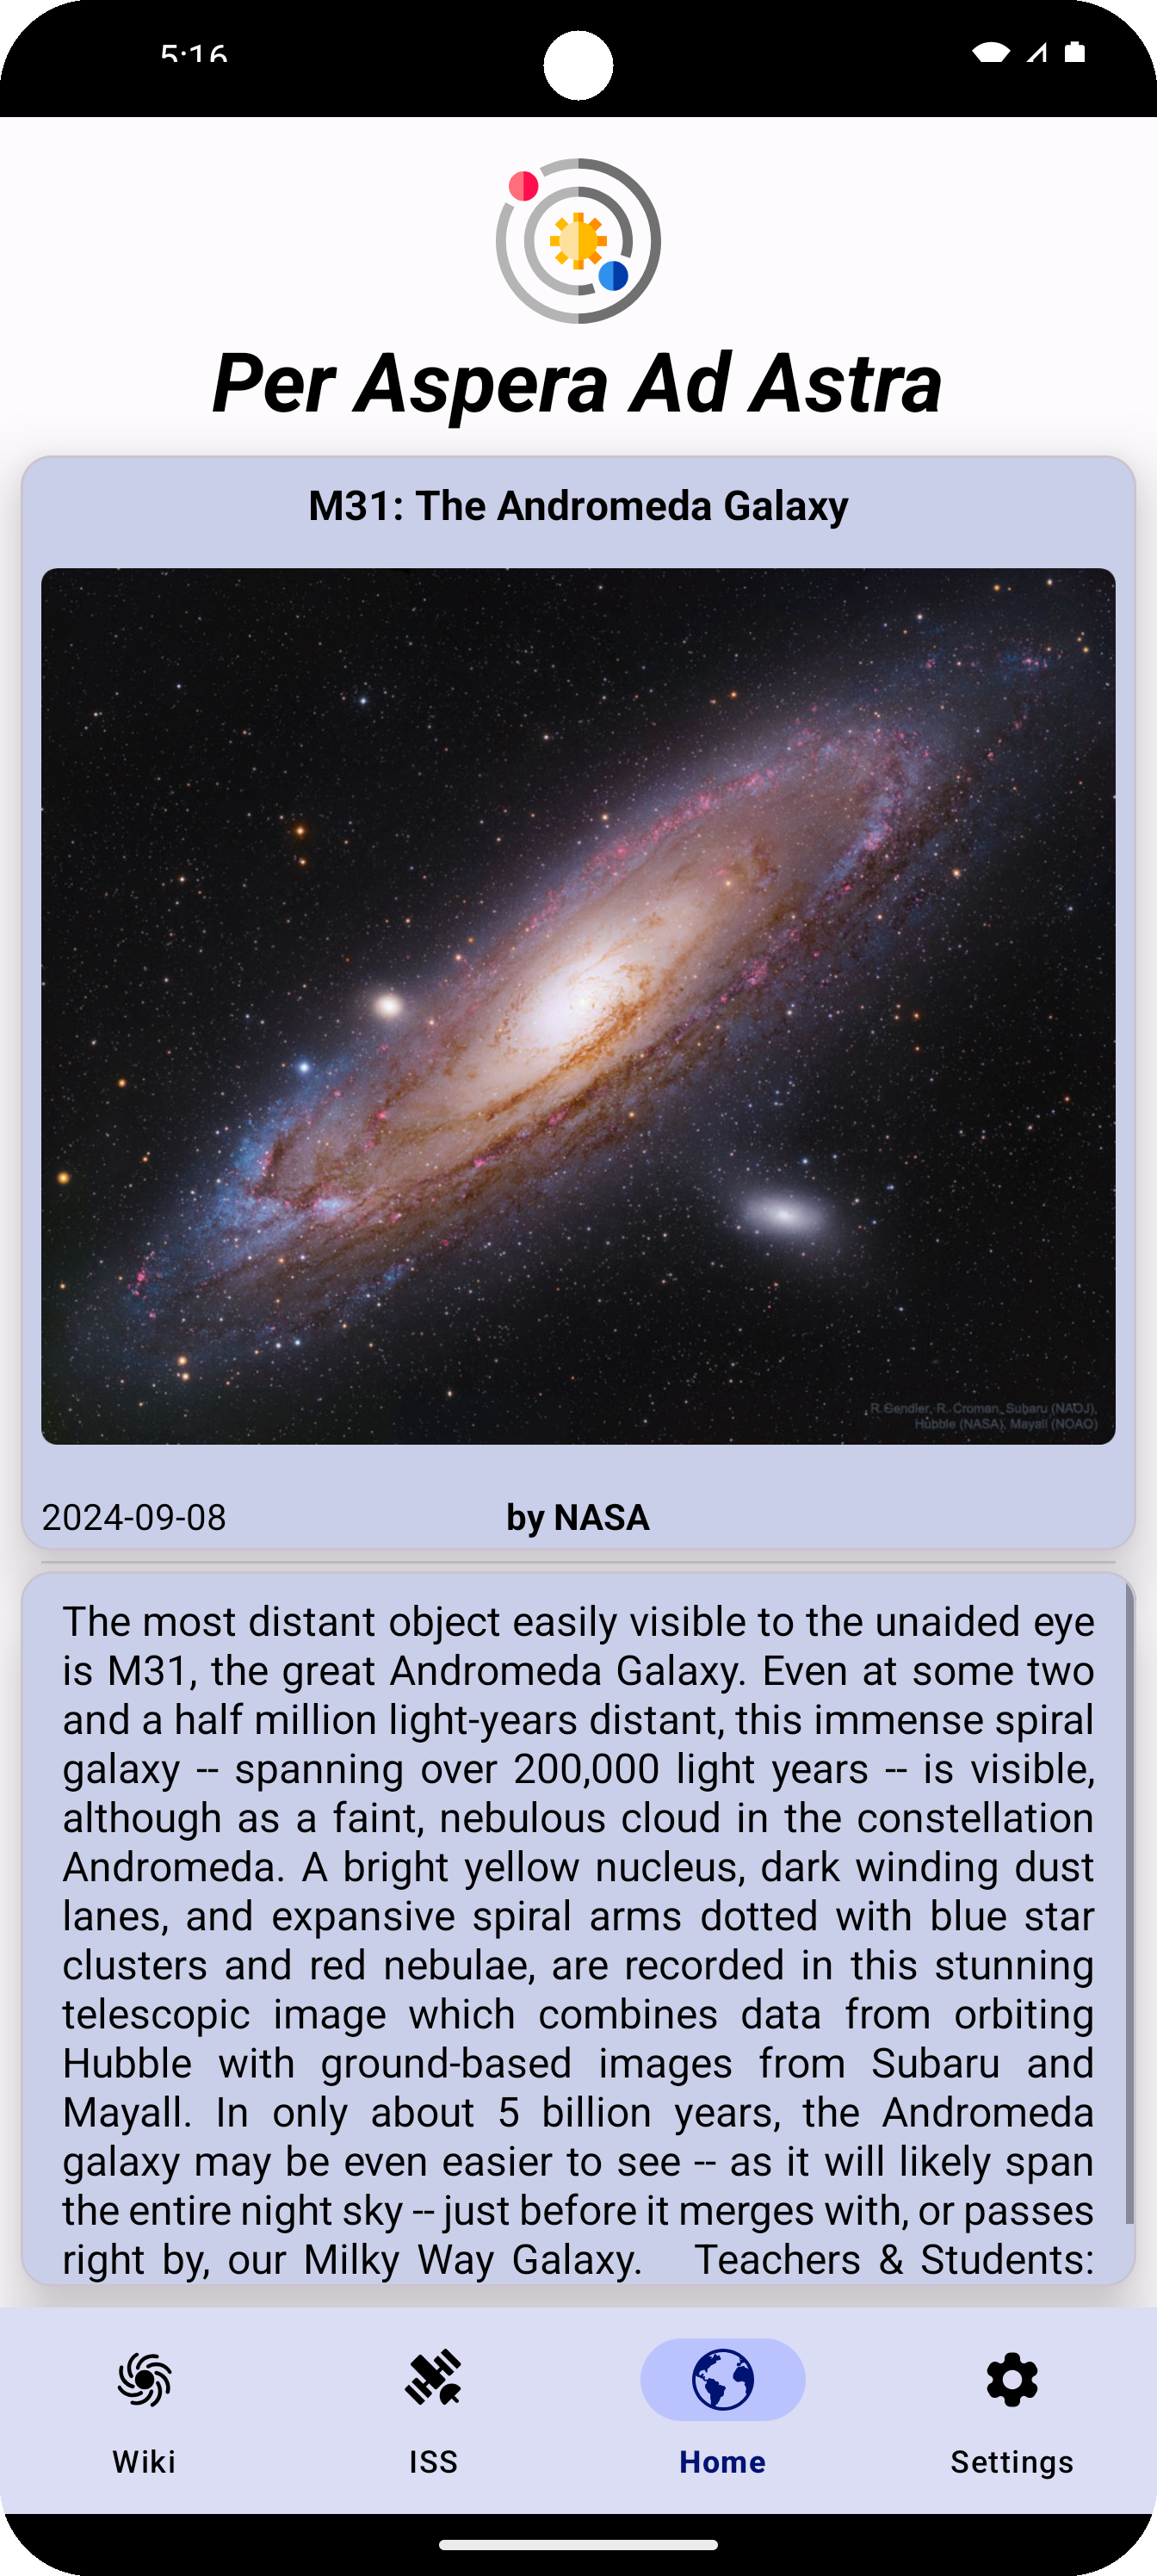 5:16
Per Aspera Ad Astra
M31: The Andromeda Galaxy
R. Gendler, R. Croman, Subaru (NAOJ),
Hubble (NASA), Mayall (NOAO)
2024-09-08
by NASA
The most distant object easily visible to the unaided eye
is M31, the great Andromeda Galaxy. Even at some two
and a half million light-years distant, this immense spiral
galaxy -- spanning over 200,000 light years -- is visible,
although as a faint, nebulous cloud in the constellation
Andromeda. A bright yellow nucleus, dark winding dust
lanes, and expansive spiral arms dotted with blue star
clusters and red nebulae, are recorded in this stunning
telescopic image which combines data from orbiting
Hubble with ground-based images from Subaru and
Mayall. In only about 5 billion years, the Andromeda
galaxy may be even easier to see -- as it will likely span
the entire night sky -- just before it merges with, or passes
right by, our Milky Way Galaxy. Teachers & Students:
Wiki
ISS
Home
Settings